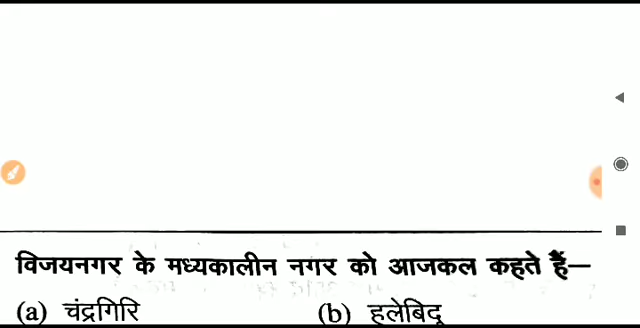 विजयनगर के मध्यकालीन नगर को आजकल कहते हैं—
(a) चंद्रगिरि (b) हलेबिदू